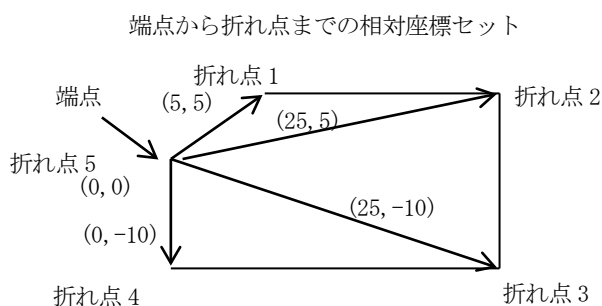 端点から折れ点までの相対座標セット
折れ点1
端点
(5,5)
折れ点2
(25,5)
折れ点5
(0,0)
(25,-10)
(0,-10)
折れ点4
折れ点3